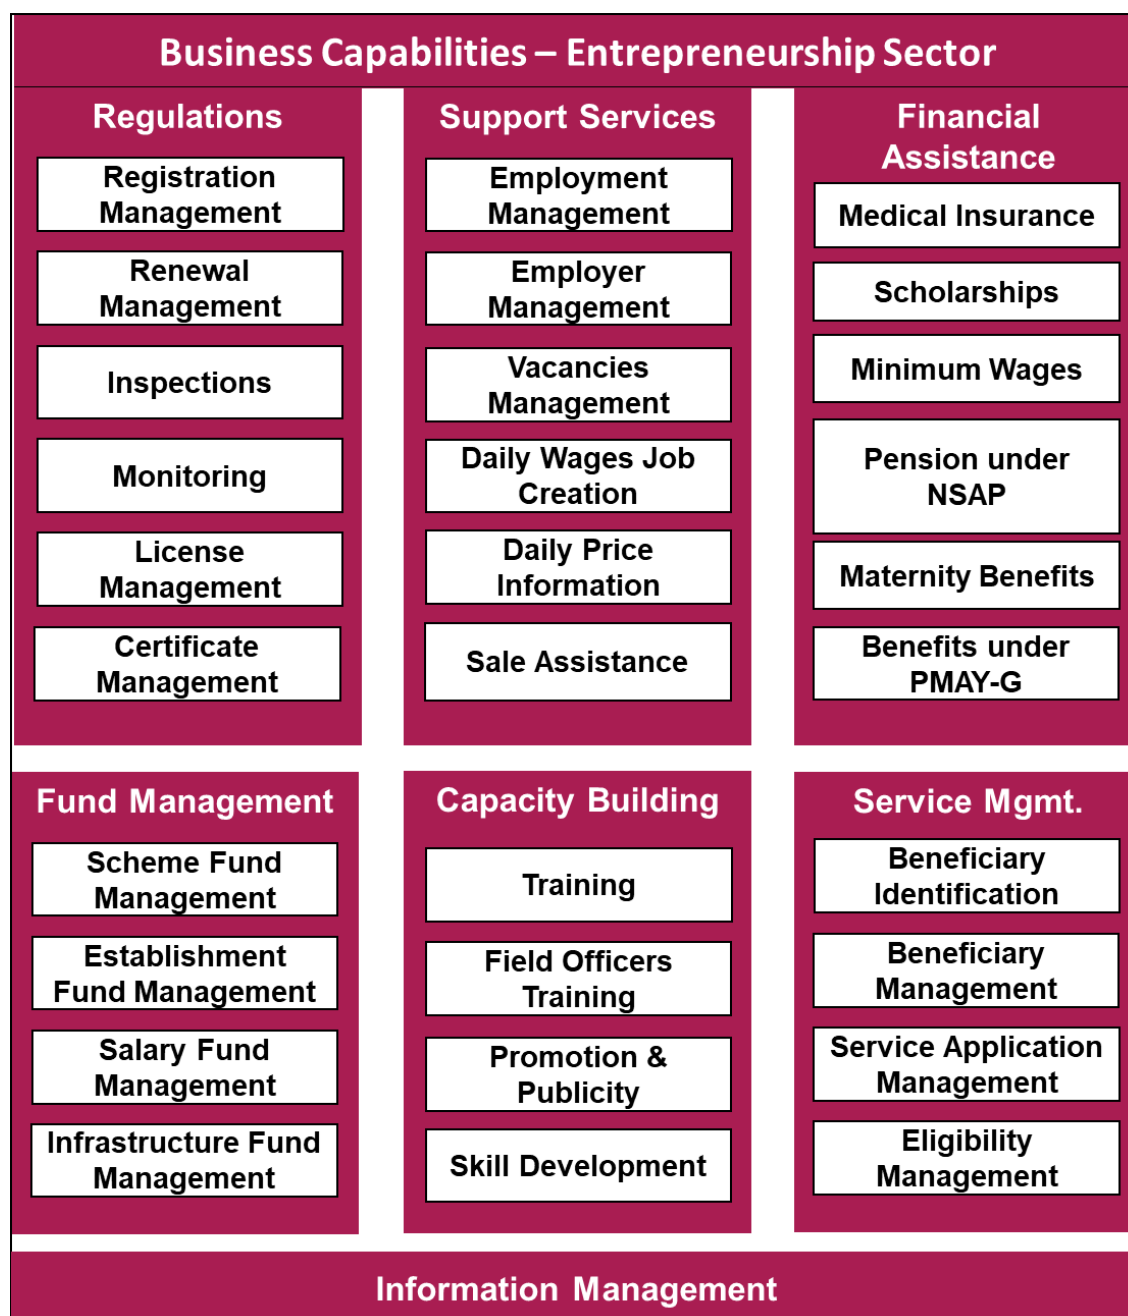 Business Capabilities – Entrepreneurship Sector
Regulations
Registration
Management
Renewal
Management
Inspections
Monitoring
License
Management
Certificate
Management
Support Services
Employment
Management
Employer
Management
Vacancies
Management
Daily Wages Job
Creation
Daily Price
Information
Sale Assistance
Financial
Assistance
Medical Insurance
Scholarships
Minimum Wages
Pension under
NSAP
Maternity Benefits
Benefits under
PMAY-G
Fund Management
Scheme Fund
Management
Establishment
Fund Management
Salary Fund
Management
Infrastructure Fund
Management
Capacity Building
Training
Field Officers
Training
Promotion &
Publicity
Skill Development
Service Mgmt.
Beneficiary
Identification
Beneficiary
Management
Service Application
Management
Eligibility
Management
Information Management